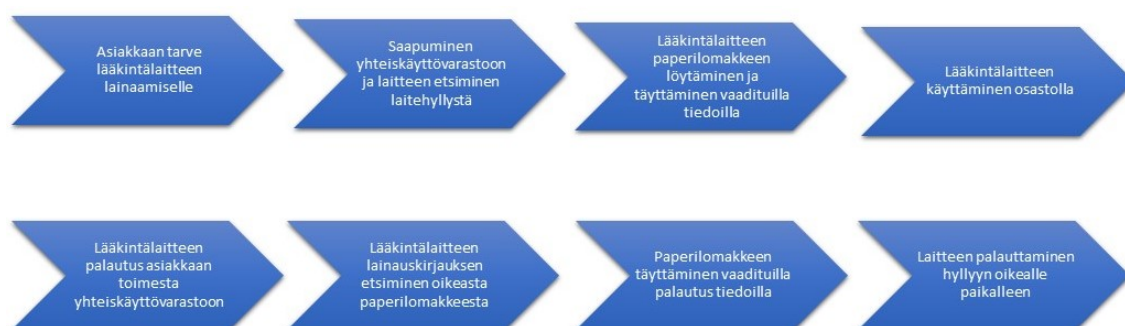 Asiakkaan tarve
lääkintälaitteen
lainaamiselle
Saapuminen
yhteiskäyttövarastoon
ja laitteen etsiminen
laitehyllystä
Lääkintälaitteen
paperilomakkeen
löytäminen ja
täyttäminen vaadituilla
tiedoilla
Lääkintälaitteen
käyttäminen osastolla
Lääkintälaitteen
palautus asiakkaan
toimesta
yhteiskäyttövarastoon
Lääkintälaitteen
lainauskirjauksen
etsiminen oikeasta
paperilomakkeesta
Paperilomakkeen
täyttäminen vaadituilla
palautus tiedoilla
Laitteen palauttaminen
hyllyyn oikealle
paikalleen